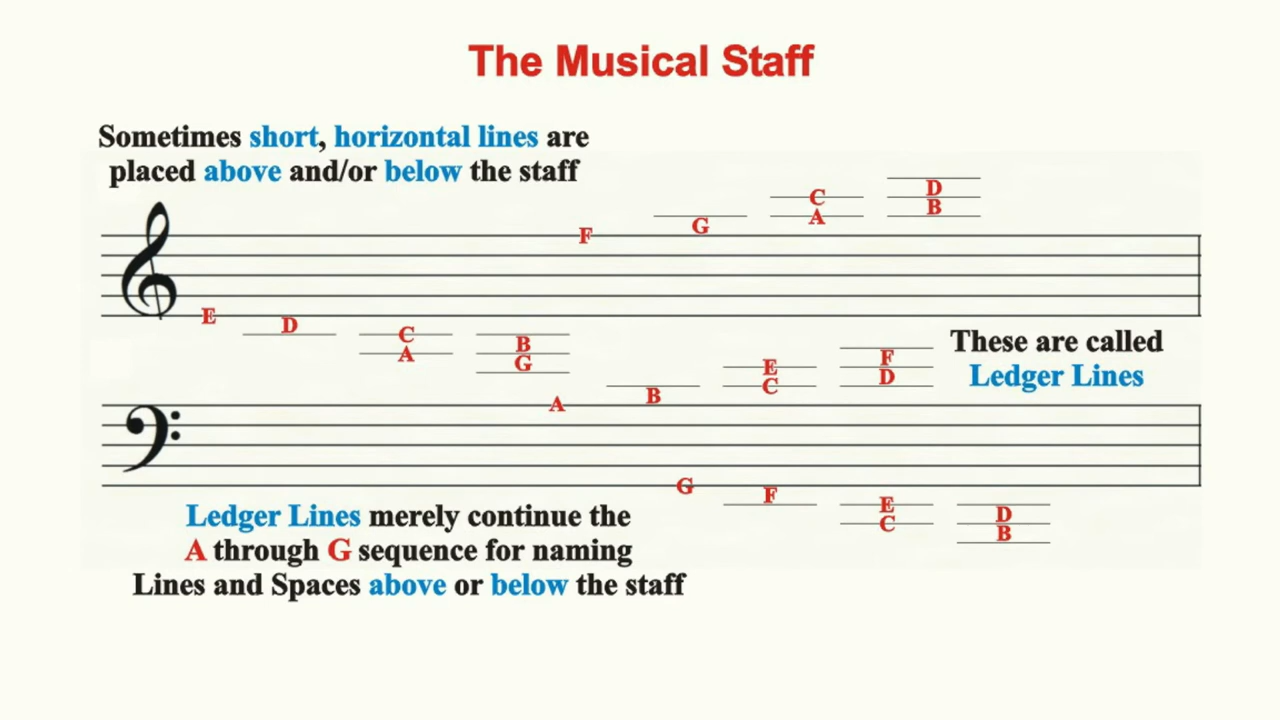 The Musical Staff
Sometimes short, horizontal lines are
placed above and/or below the staff
D
C
B
A
G
F
E
D
C
B
A
G
These are called
Ledger Lines
F
E
D
C
B
A
G
F
E
D
C
B
Ledger Lines merely continue the
A through G sequence for naming
Lines and Spaces above or below the staff